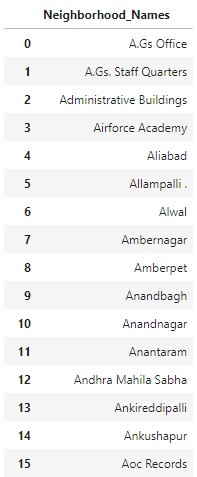 Neighborhood_Names
0 A.Gs Office
1 A.Gs. Staff Quarters
2 Administrative Buildings
3 Airforce Academy
4 Aliabad
5 Allampalli .
6 Alwal
7 Ambernagar
8 Amberpet
9 Anandbagh
10 Anandnagar
11 Anantaram
12 Andhra Mahila Sabha
13 Ankireddipalli
14 Ankushapur
15 Aoc Records